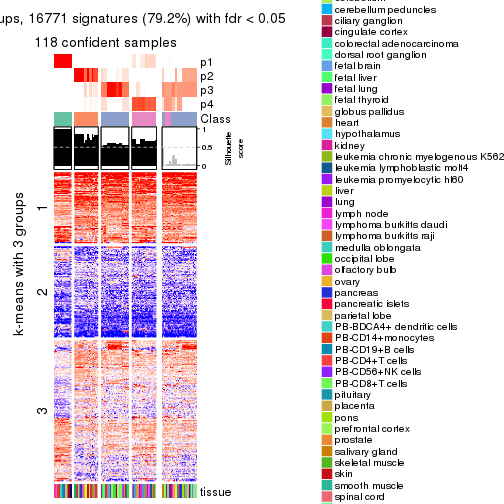 ups, 16771 signatures (79.2%) with fdr < 0.05
118 confident samples
p1
p2
p3
p4
Class
1
0.5
0
Silhouette
score
k-means with 3 groups
1
2
3
tissue
cerebellum peduncles
ciliary ganglion
cingulate cortex
colorectal adenocarcinoma
dorsal root ganglion
fetal brain
fetal liver
fetal lung
fetal thyroid
globus pallidus
heart
hypothalamus
kidney
leukemia chronic myelogenous K562
leukemia lymphoblastic molt4
leukemia promyelocytic hl60
liver
lung
lymph node
lymphoma burkitts daudi
lymphoma burkitts raji
medulla oblongata
occipital lobe
olfactory bulb
ovary
pancreas
pancreatic islets
parietal lobe
PB-BDCA4+ dendritic cells
PB-CD14+monocytes
PB-CD19+B cells
PB-CD4+T cells
PB-CD56+NK cells
PB-CD8+T cells
pituitary
placenta
pons
prefrontal cortex
prostate
salivary gland
skeletal muscle
skin
smooth muscle
spinal cord